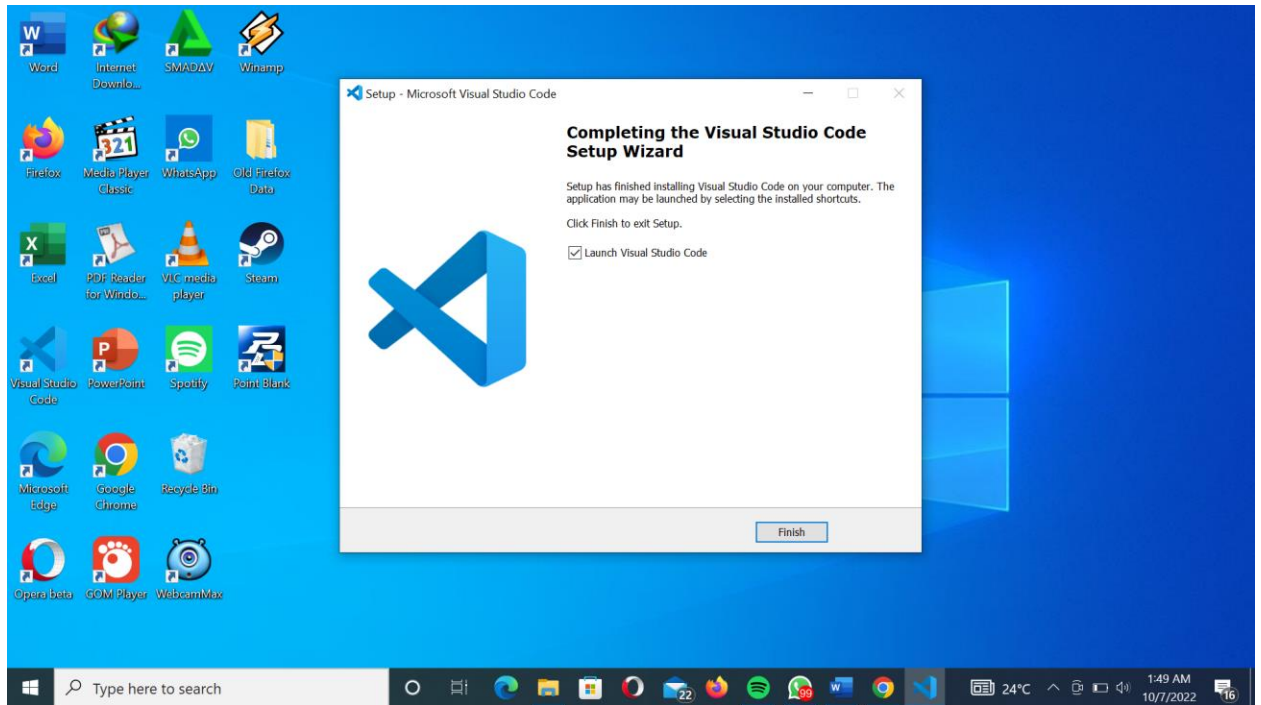 Word
Internet
Downlo...
SMADΔV
Winamp
Firefox
321
Media Player
Classic
WhatsApp
Old Firefox
Data
Excel
PDF Reader
for Windo...
VLC media
player
Steam
Visual Studio
Code
PowerPoint
Spotify
Point Blank
Microsoft
Edge
Google
Chrome
Recycle Bin
Opera beta
GOM Player
WebcamMax
Setup - Microsoft Visual Studio Code
Completing the Visual Studio Code
Setup Wizard
Setup has finished installing Visual Studio Code on your computer. The
application may be launched by selecting the installed shortcuts.
Click Finish to exit Setup.
Launch Visual Studio Code
Finish
Type here to search
22
99
24°C
1:49 AM
10/7/2022
16